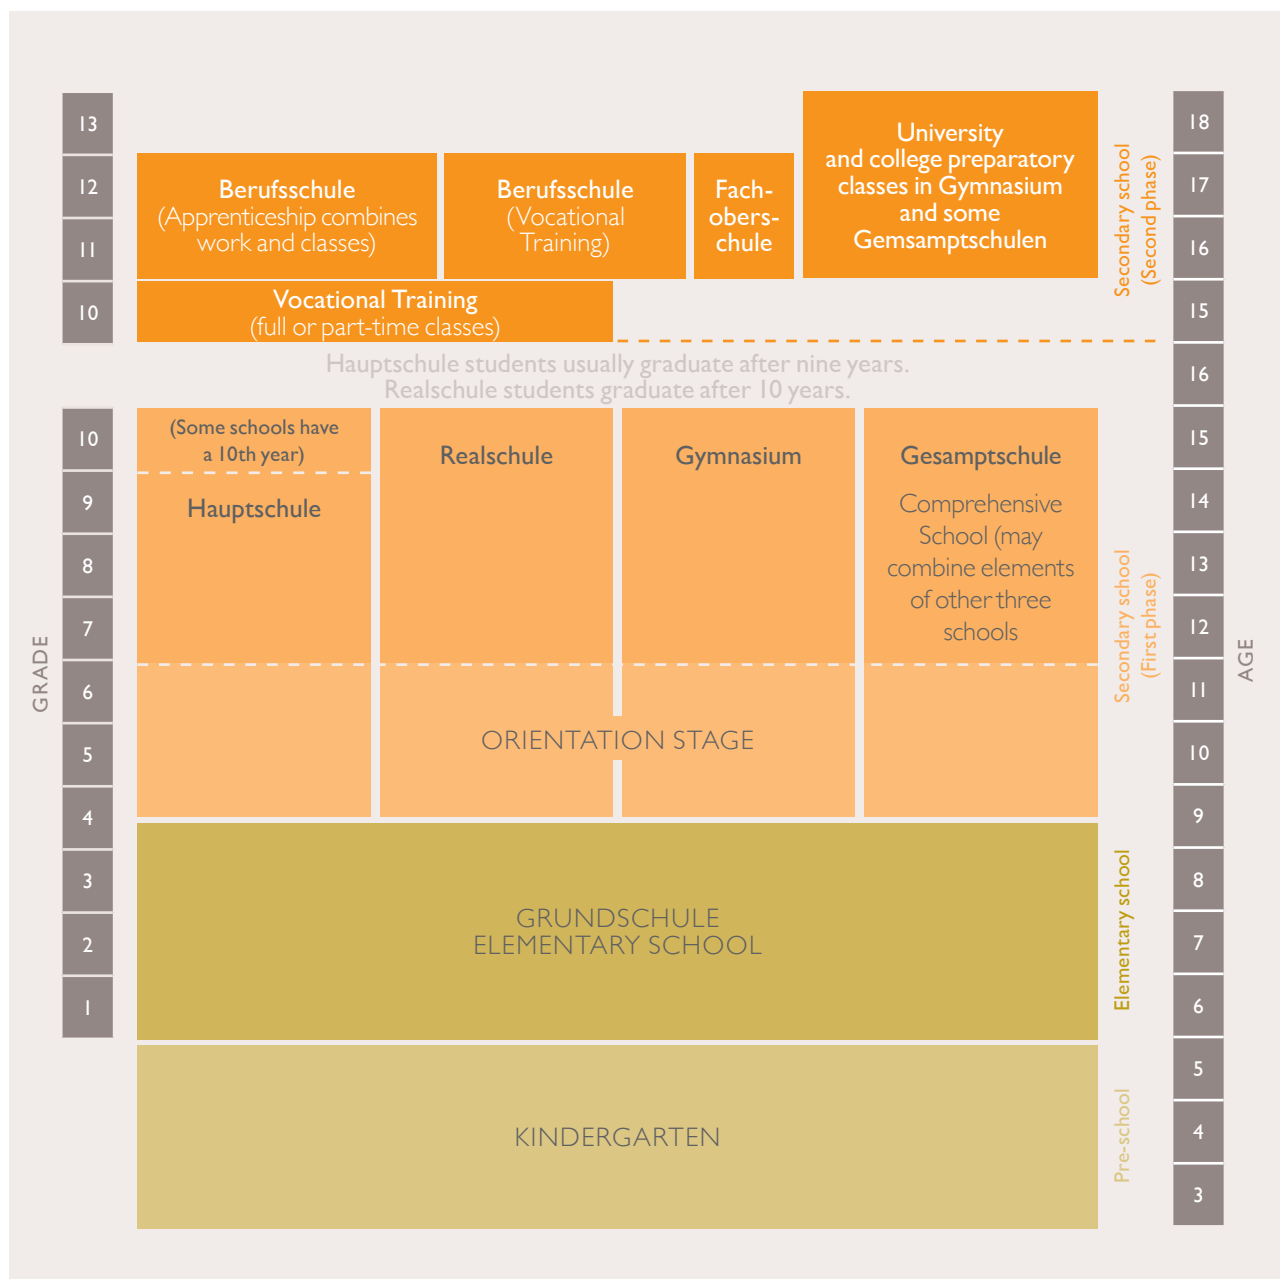 13
12
11
10
10
9
8
7
6
5
4
3
2
1
GRADE
Berufsschule
(Apprenticeship combines
work and classes)
Berufsschule
(Vocational
Training)
Fach-
obers-
chule
University
and college preparatory
classes in Gymnasium
and some
Gemsamptschulen
Vocational Training
(full or part-time classes)
Hauptschule students usually graduate after nine years.
Realschule students graduate after 10 years.
(Some schools have
a 10th year)
Hauptschule
Realschule
Gymnasium
Gesamptschule
Comprehensive
School (may
combine elements
of other three
schools
ORIENTATION STAGE
GRUNDSCHULE
ELEMENTARY SCHOOL
KINDERGARTEN
Secondary school
(Second phase)
Secondary school
(First phase)
Elementary school
Pre-school
18
17
16
15
16
15
14
13
12
11
10
9
8
7
6
5
4
3
AGE